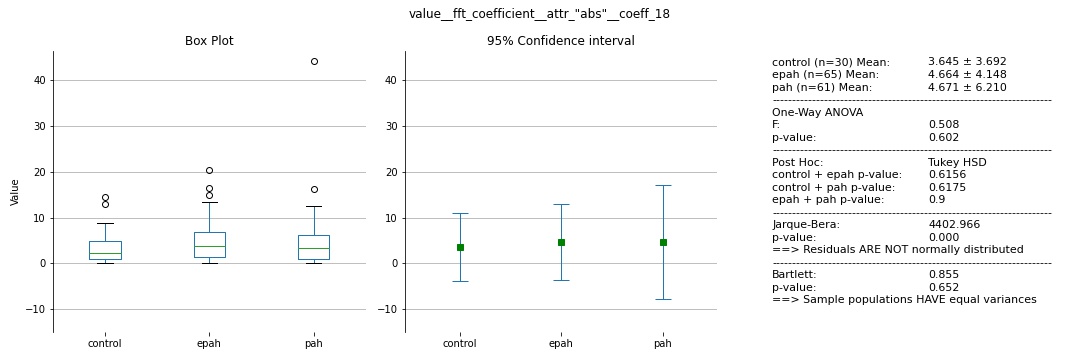 value__fft_coefficient__attr_"abs"__coeff_18
Box Plot
Value
40
30
20
10
0
−10
control epah pah
95% Confidence interval
40
30
20
10
0
−10
control epah pah
control (n=30) Mean: 3.645 ± 3.692
epah (n=65) Mean: 4.664 ± 4.148
pah (n=61) Mean: 4.671 ± 6.210
One-Way ANOVA
F: 0.508
p-value: 0.602
Post Hoc: Tukey HSD
control + epah p-value: 0.6156
control + pah p-value: 0.6175
epah + pah p-value: 0.9
Jarque-Bera: 4402.966
p-value: 0.000
==> Residuals ARE NOT normally distributed
Bartlett: 0.855
p-value: 0.652
==> Sample populations HAVE equal variances